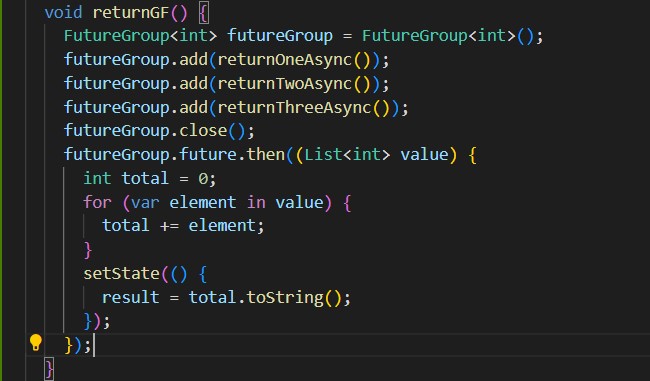 void returnGF() {
FutureGroup<int> futureGroup = FutureGroup<int>();
futureGroup.add(returnOneAsync());
futureGroup.add(returnTwoAsync());
futureGroup.add(returnThreeAsync());
futureGroup.close();
futureGroup.future.then((List<int> value) {
int total = 0;
for (var element in value) {
total += element;
}
setState(() {
result = total.toString();
});
});
}